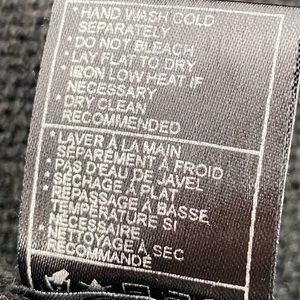 • HAND WASH COLD
SEPARATELY
• DO NOT BLEACH
• LAY FLAT TO DRY
• IRON LOW HEAT IF
NECESSARY
• DRY CLEAN
RECOMMENDED
• LAVER À LA MAIN
SÉPARÉMENT À FROID
• PAS D'EAU DE JAVEL
• SÉCHAGE À PLAT
• REPASSAGE À BASSE
TEMPÉRATURE SI
NÉCESSAIRE
• NETTOYAGE À SEC
RECOMMANDÉ